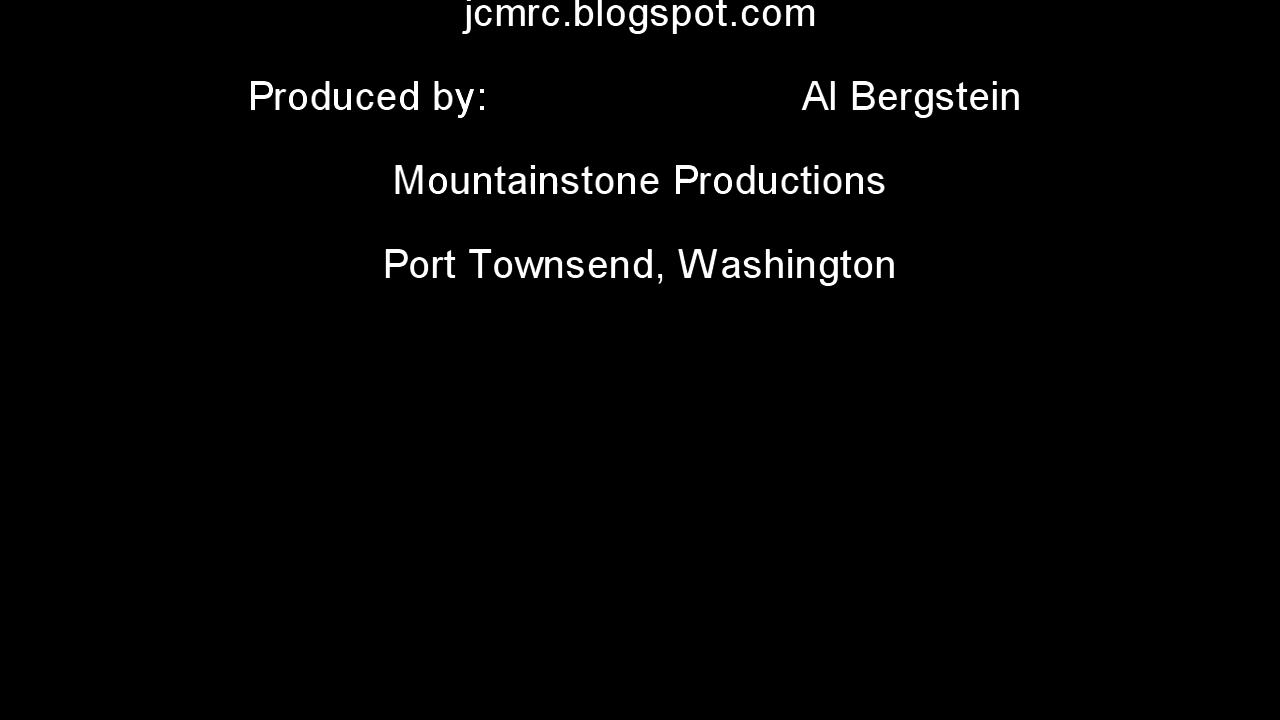 jcmrc.blogspot.com
Produced by: Al Bergstein
Mountainstone Productions
Port Townsend, Washington